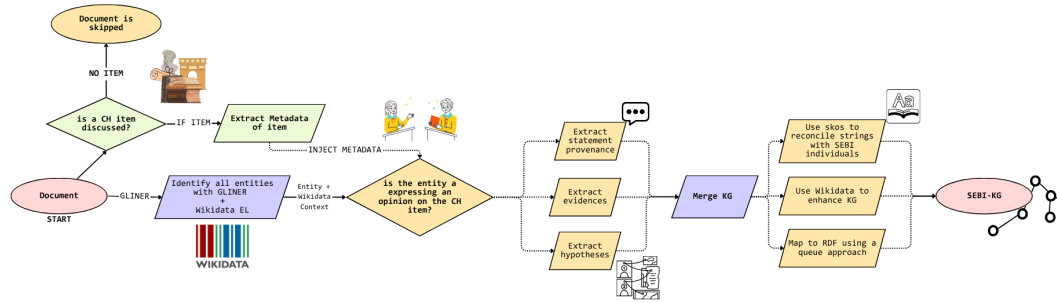 Document is
skipped
NO ITEM
is a CH item
discussed?
IF ITEM
Extract Metadata
of item
INJECT METADATA
Document
START
GLINER
Identify all entities
with GLINER
+
Wikidata EL
WIKIDATA
Entity +
Wikidata
Context
is the entity a
expressing an
opinion on the CH
item?
Extract
statement
provenance
Extract
evidences
Extract
hypotheses
Merge KG
Aa
Use skos to
reconcile strings
with SEBI
individuals
Use Wikidata to
enhance KG
Map to RDF using a
queue approach
SEBI-KG